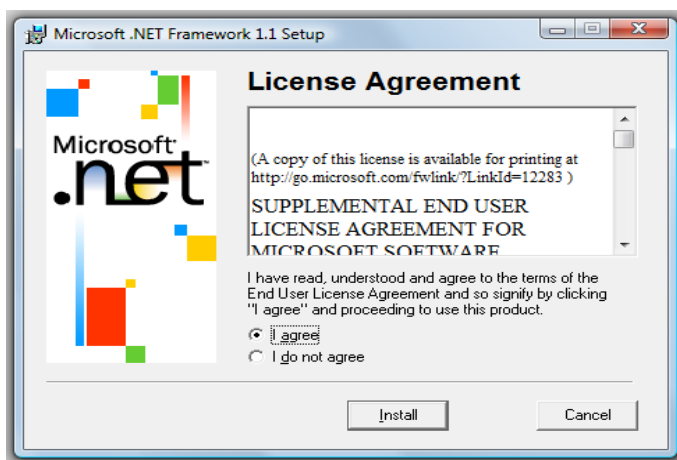 Microsoft .NET Framework 1.1 Setup
License Agreement
Microsoft
.net
(A copy of this license is available for printing at
http://go.microsoft.com/fwlink/?LinkId=12283 )
SUPPLEMENTAL END USER
LICENSE AGREEMENT FOR
MICROSOFT SOFTWARE
I have read, understood and agree to the terms of the
End User License Agreement and so signify by clicking
"I agree" and proceeding to use this product.
I agree
I do not agree
Install
Cancel